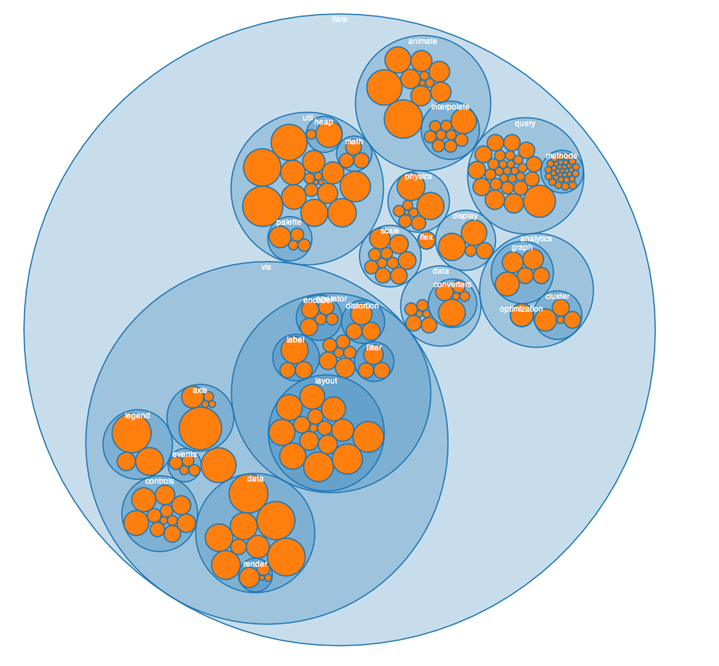 flare
animate
interpolate
util
heap
math
palette
query
methods
physics
scale
flex
display
data
converters
analytics
graph
cluster
optimization
vis
operator
encoder
distortion
label
filter
layout
axis
legend
events
controls
data
render